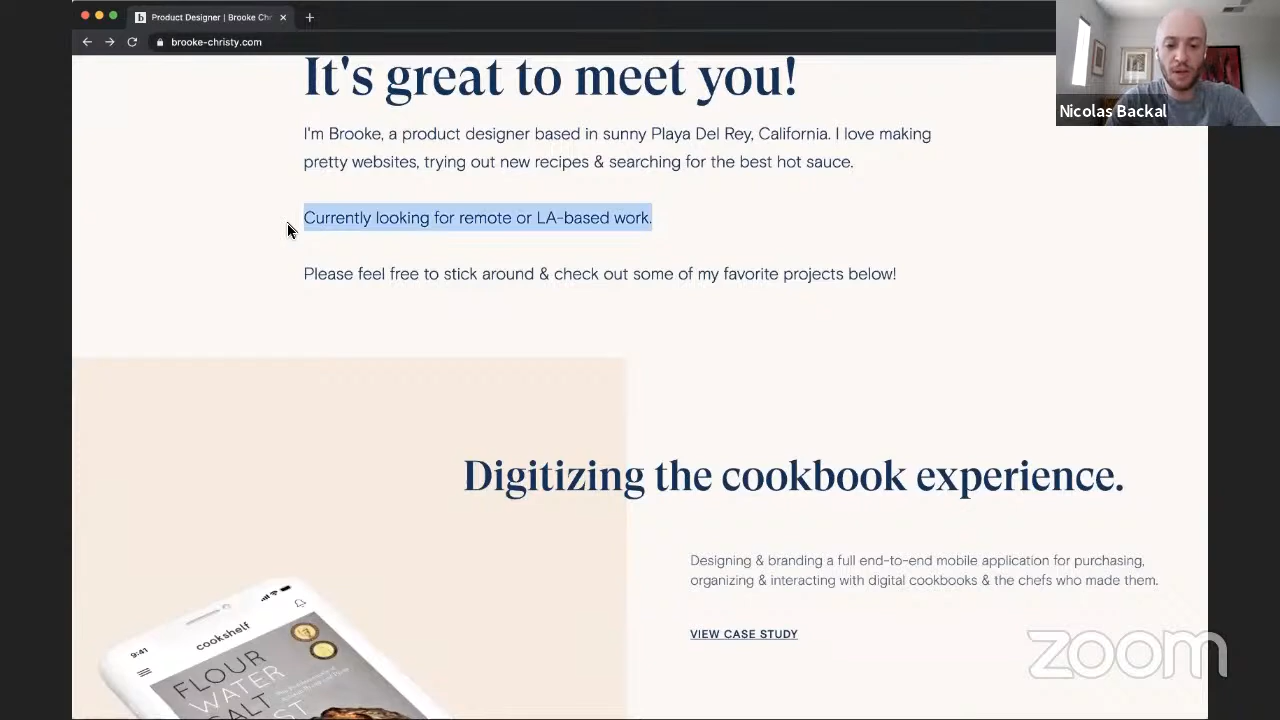 Product Designer | Brooke Chr
brooke-christy.com
Nicolas Backal
It's great to meet you!
I'm Brooke, a product designer based in sunny Playa Del Rey, California. I love making
pretty websites, trying out new recipes & searching for the best hot sauce.
Currently looking for remote or LA-based work.
Please feel free to stick around & check out some of my favorite projects below!
Digitizing the cookbook experience.
Designing & branding a full end-to-end mobile application for purchasing,
organizing & interacting with digital cookbooks & the chefs who made them.
VIEW CASE STUDY
9:41
cookshelf
FLOUR
WATER
SALT
zoom